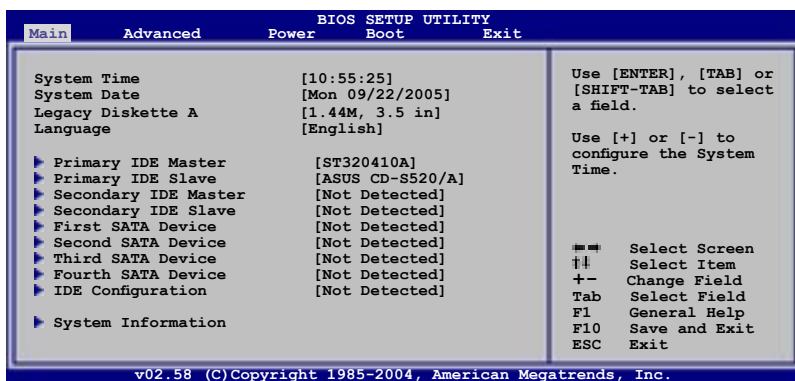 BIOS SETUP UTILITY
Main Advanced Power Boot Exit
System Time [10:55:25]
System Date [Mon 09/22/2005]
Legacy Diskette A [1.44M, 3.5 in]
Language [English]
Primary IDE Master [ST320410A]
Primary IDE Slave [ASUS CD-S520/A]
Secondary IDE Master [Not Detected]
Secondary IDE Slave [Not Detected]
First SATA Device [Not Detected]
Second SATA Device [Not Detected]
Third SATA Device [Not Detected]
Fourth SATA Device [Not Detected]
IDE Configuration [Not Detected]
System Information
Use [ENTER], [TAB] or
[SHIFT-TAB] to select
a field.
Use [+] or [-] to
configure the System
Time.
Select Screen
Select Item
+- Change Field
Tab Select Field
F1 General Help
F10 Save and Exit
ESC Exit
v02.58 (C)Copyright 1985-2004, American Megatrends, Inc.